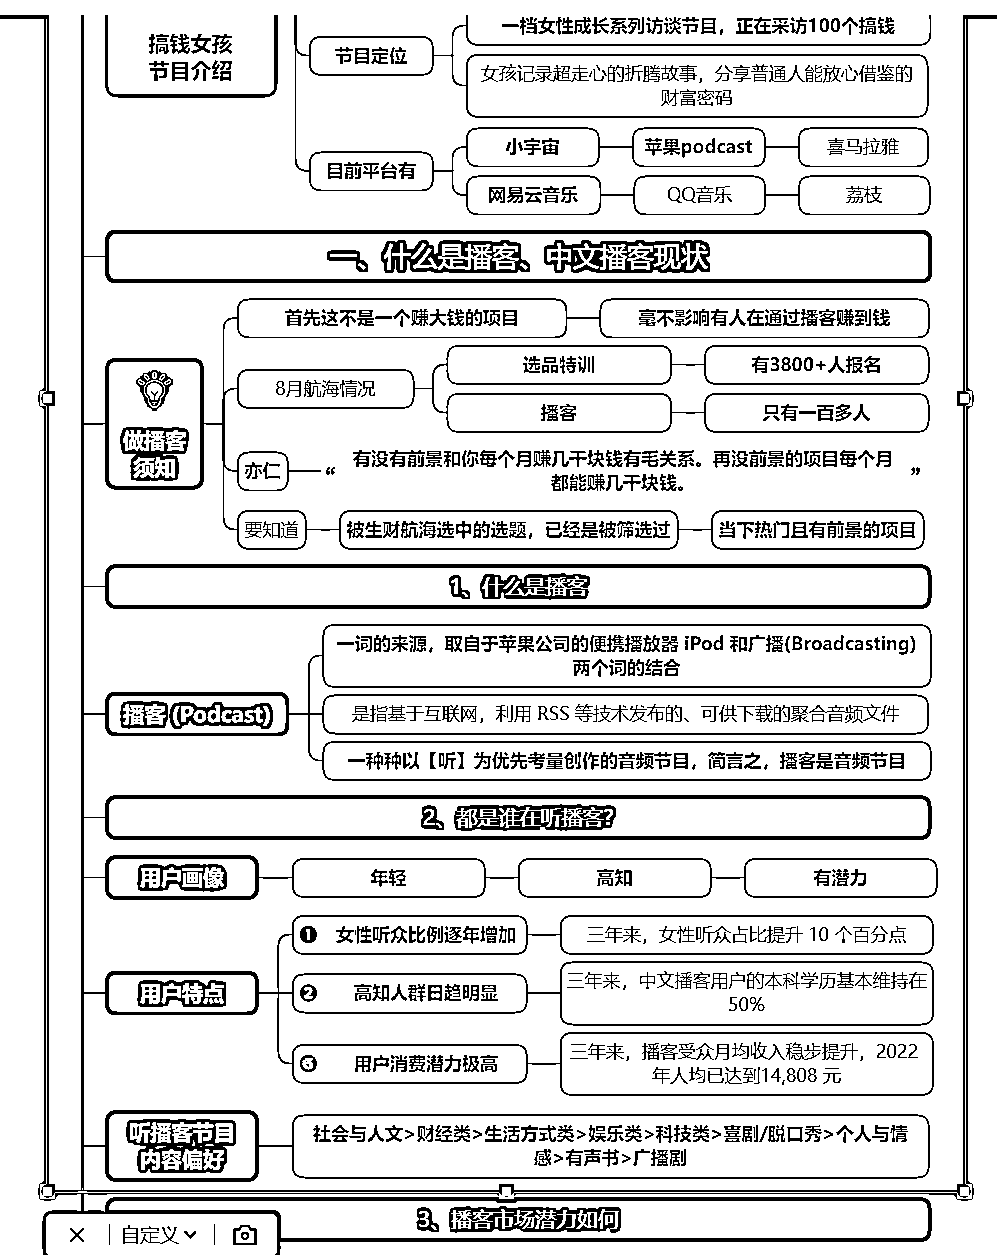 搞钱女孩
节目介绍
节目定位
一档女性成长系列访谈节目，正在采访100个搞钱
女孩记录超走心的折腾故事，分享普通人能放心借鉴的
财富密码
目前平台有
小宇宙
苹果podcast
喜马拉雅
网易云音乐
QQ音乐
荔枝
一、什么是播客、中文播客现状
做播客
须知
首先这不是一个赚大钱的项目
毫不影响有人在通过播客赚到钱
8月航海情况
选品特训
有3800+人报名
播客
只有一百多人
亦仁
“ 有没有前景和你每个月赚几千块钱有毛关系。再没前景的项目每个月
都能赚几千块钱。 ”
要知道
被生财航海选中的选题，已经是被筛选过
当下热门且有前景的项目
1、什么是播客
播客 (Podcast)
一词的来源，取自于苹果公司的便携播放器 iPod 和广播(Broadcasting)
两个词的结合
是指基于互联网，利用 RSS 等技术发布的、可供下载的聚合音频文件
一种种以【听】为优先考量创作的音频节目，简言之，播客是音频节目
2、都是谁在听播客？
用户画像
年轻
高知
有潜力
用户特点
❶ 女性听众比例逐年增加
三年来，女性听众占比提升 10 个百分点
❷ 高知人群日趋明显
三年来，中文播客用户的本科学历基本维持在
50%
❸ 用户消费潜力极高
三年来，播客受众月均收入稳步提升，2022
年人均已达到14,808 元
听播客节目
内容偏好
社会与人文>财经类>生活方式类>娱乐类>科技类>喜剧/脱口秀>个人与情
感>有声书>广播剧
3、播客市场潜力如何
自定义